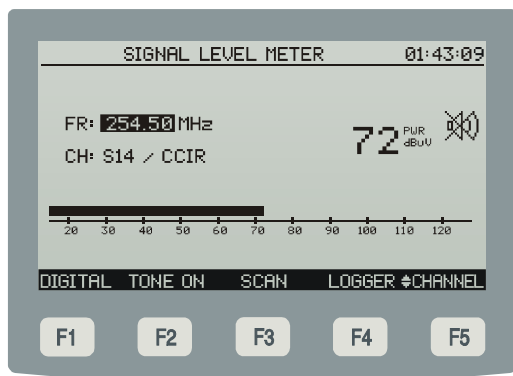 SIGNAL LEVEL METER 01:43:09
FR: 254.50 MHz
72 PWR dBuV
CH: S14 / CCIR
20 30 40 50 60 70 80 90 100 110 120
DIGITAL TONE ON SCAN LOGGER CHANNEL
F1 F2 F3 F4 F5